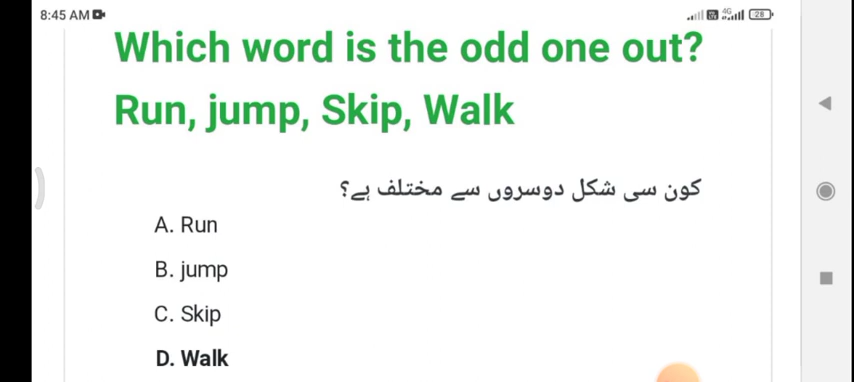 8:45 AM 4G 28
Which word is the odd one out?
Run, jump, Skip, Walk
کون سی شکل دوسروں سے مختلف ہے؟
A. Run
B. jump
C. Skip
D. Walk